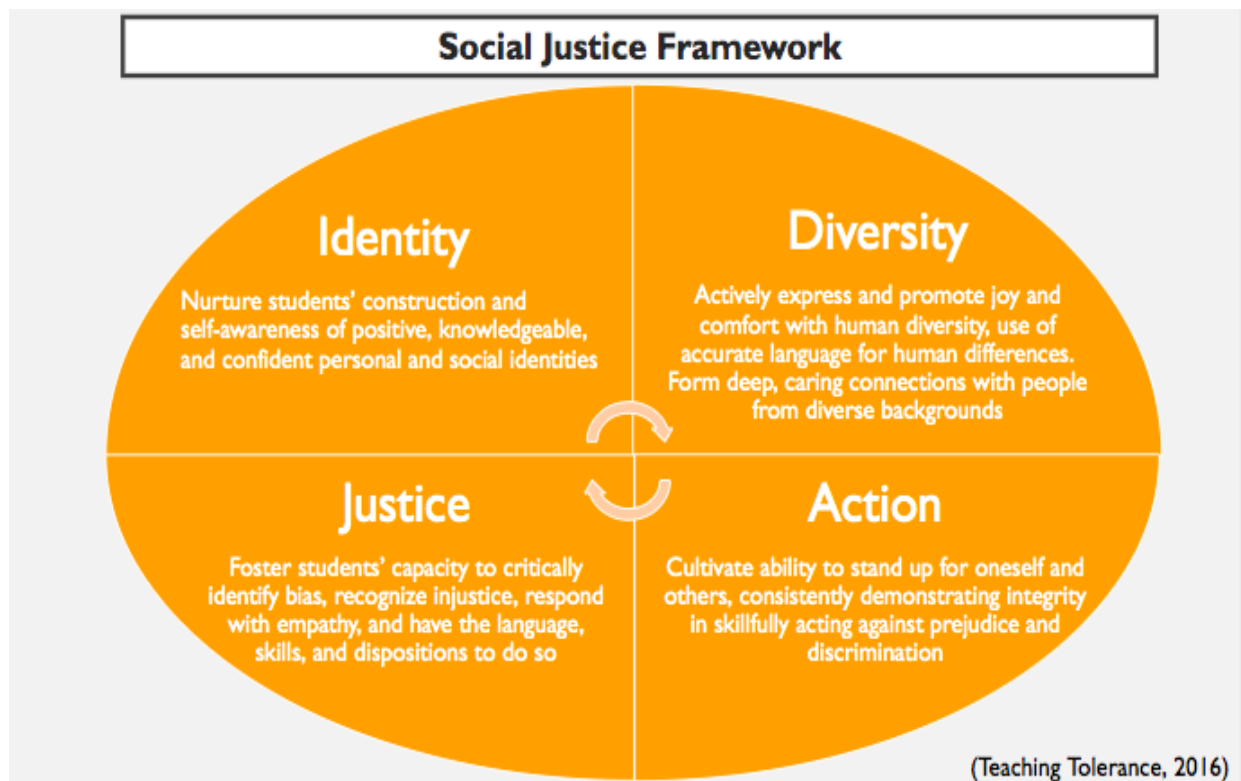 Social Justice Framework
Identity
Nurture students’ construction and
self-awareness of positive, knowledgeable,
and confident personal and social identities
Diversity
Actively express and promote joy and
comfort with human diversity, use of
accurate language for human differences.
Form deep, caring connections with people
from diverse backgrounds
Justice
Foster students’ capacity to critically
identify bias, recognize injustice, respond
with empathy, and have the language,
skills, and dispositions to do so
Action
Cultivate ability to stand up for oneself and
others, consistently demonstrating integrity
in skillfully acting against prejudice and
discrimination
(Teaching Tolerance, 2016)